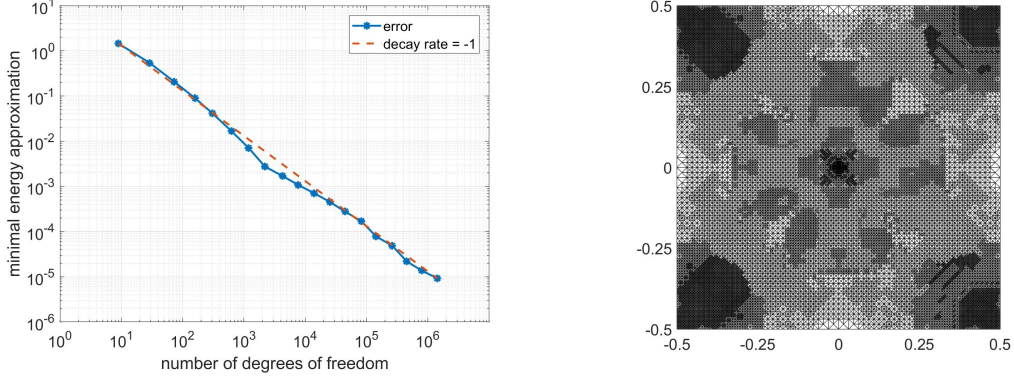 10^1
10^0
10^-1
10^-2
10^-3
10^-4
10^-5
10^-6
minimal energy approximation
error
decay rate = -1
10^0 10^1 10^2 10^3 10^4 10^5 10^6
number of degrees of freedom
0.5
0.25
0
-0.25
-0.5
-0.5 -0.25 0 0.25 0.5